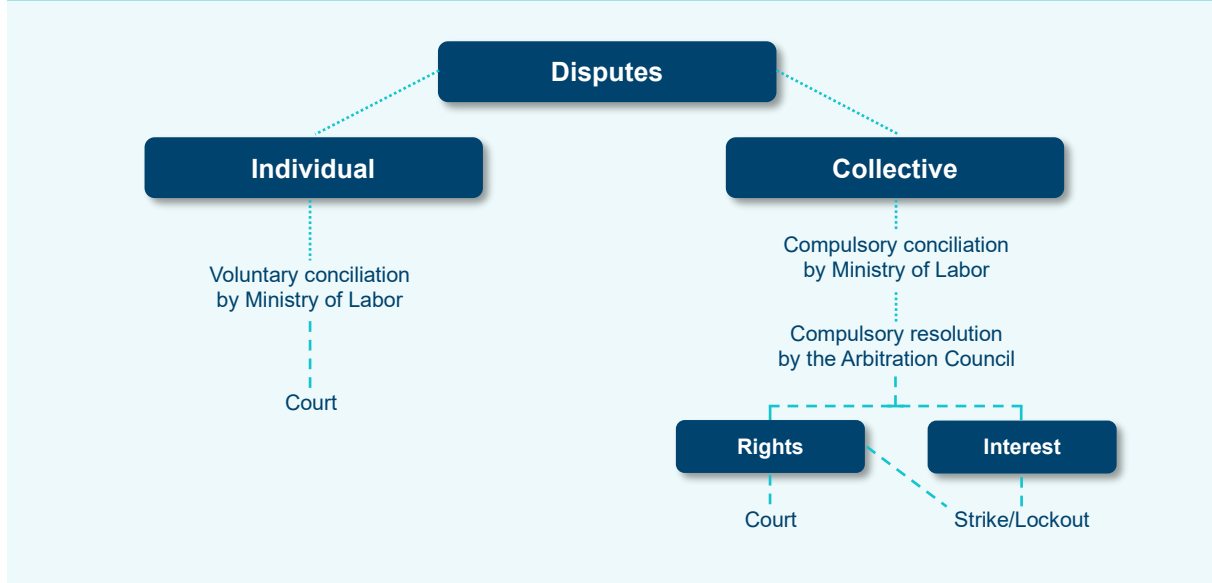 Disputes
Individual
Collective
Voluntary conciliation
by Ministry of Labor
Court
Compulsory conciliation
by Ministry of Labor
Compulsory resolution
by the Arbitration Council
Rights
Interest
Court
Strike/Lockout